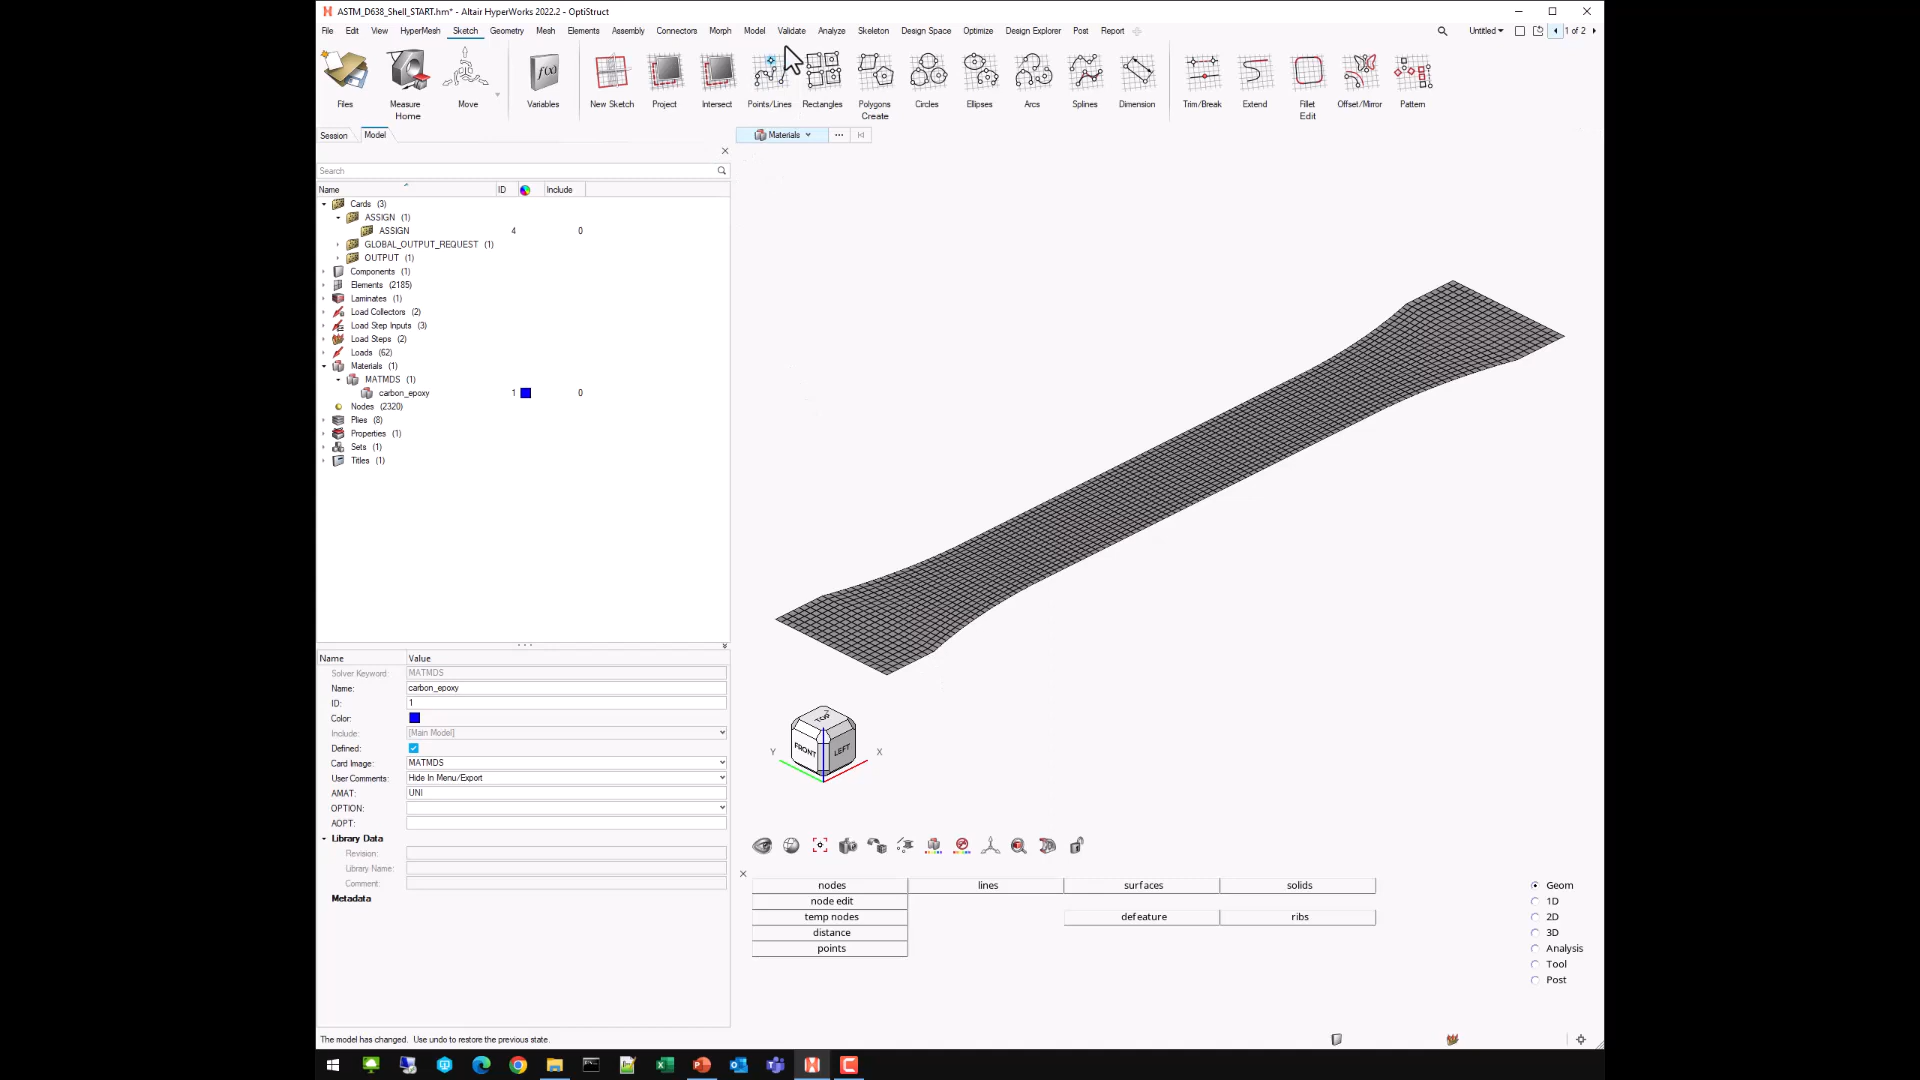 ASTM_D638_Shell_START.hm* - Altair HyperWorks 2022.2 - OptiStruct
File Edit View HyperMesh Sketch Geometry Mesh Elements Assembly Connectors Morph Model Validate Analyze Skeleton Design Space Optimize Design Explorer Post Report Untitled 1 of 2
Files Measure Move Variables New Sketch Project Intersect Points/Lines Rectangles Polygons Circles Ellipses Arcs Splines Dimension Trim/Break Extend Fillet Offset/Mirror Pattern
Home Create Edit
Session Model Materials
Search
Name ID Include
Cards (3)
ASSIGN (1)
ASSIGN 4 0
GLOBAL_OUTPUT_REQUEST (1)
OUTPUT (1)
Components (1)
Elements (2185)
Laminates (1)
Load Collectors (2)
Load Step Inputs (3)
Load Steps (2)
Loads (62)
Materials (1)
MATMDS (1)
carbon_epoxy 1 0
Nodes (2320)
Plies (8)
Properties (1)
Sets (1)
Titles (1)
Name Value
Solver Keyword: MATMDS
Name: carbon_epoxy
ID: 1
Color:
Include: [Main Model]
Defined:
Card Image: MATMDS
User Comments: Hide In Menu/Export
AMAT: UNI
OPTION:
AOPT:
Library Data
Revision:
Library Name:
Comment:
Metadata
TOP
FRONT LEFT
Y X
nodes lines surfaces solids
node edit
temp nodes defeature ribs
distance
points
Geom
1D
2D
3D
Analysis
Tool
Post
The model has changed. Use undo to restore the previous state.